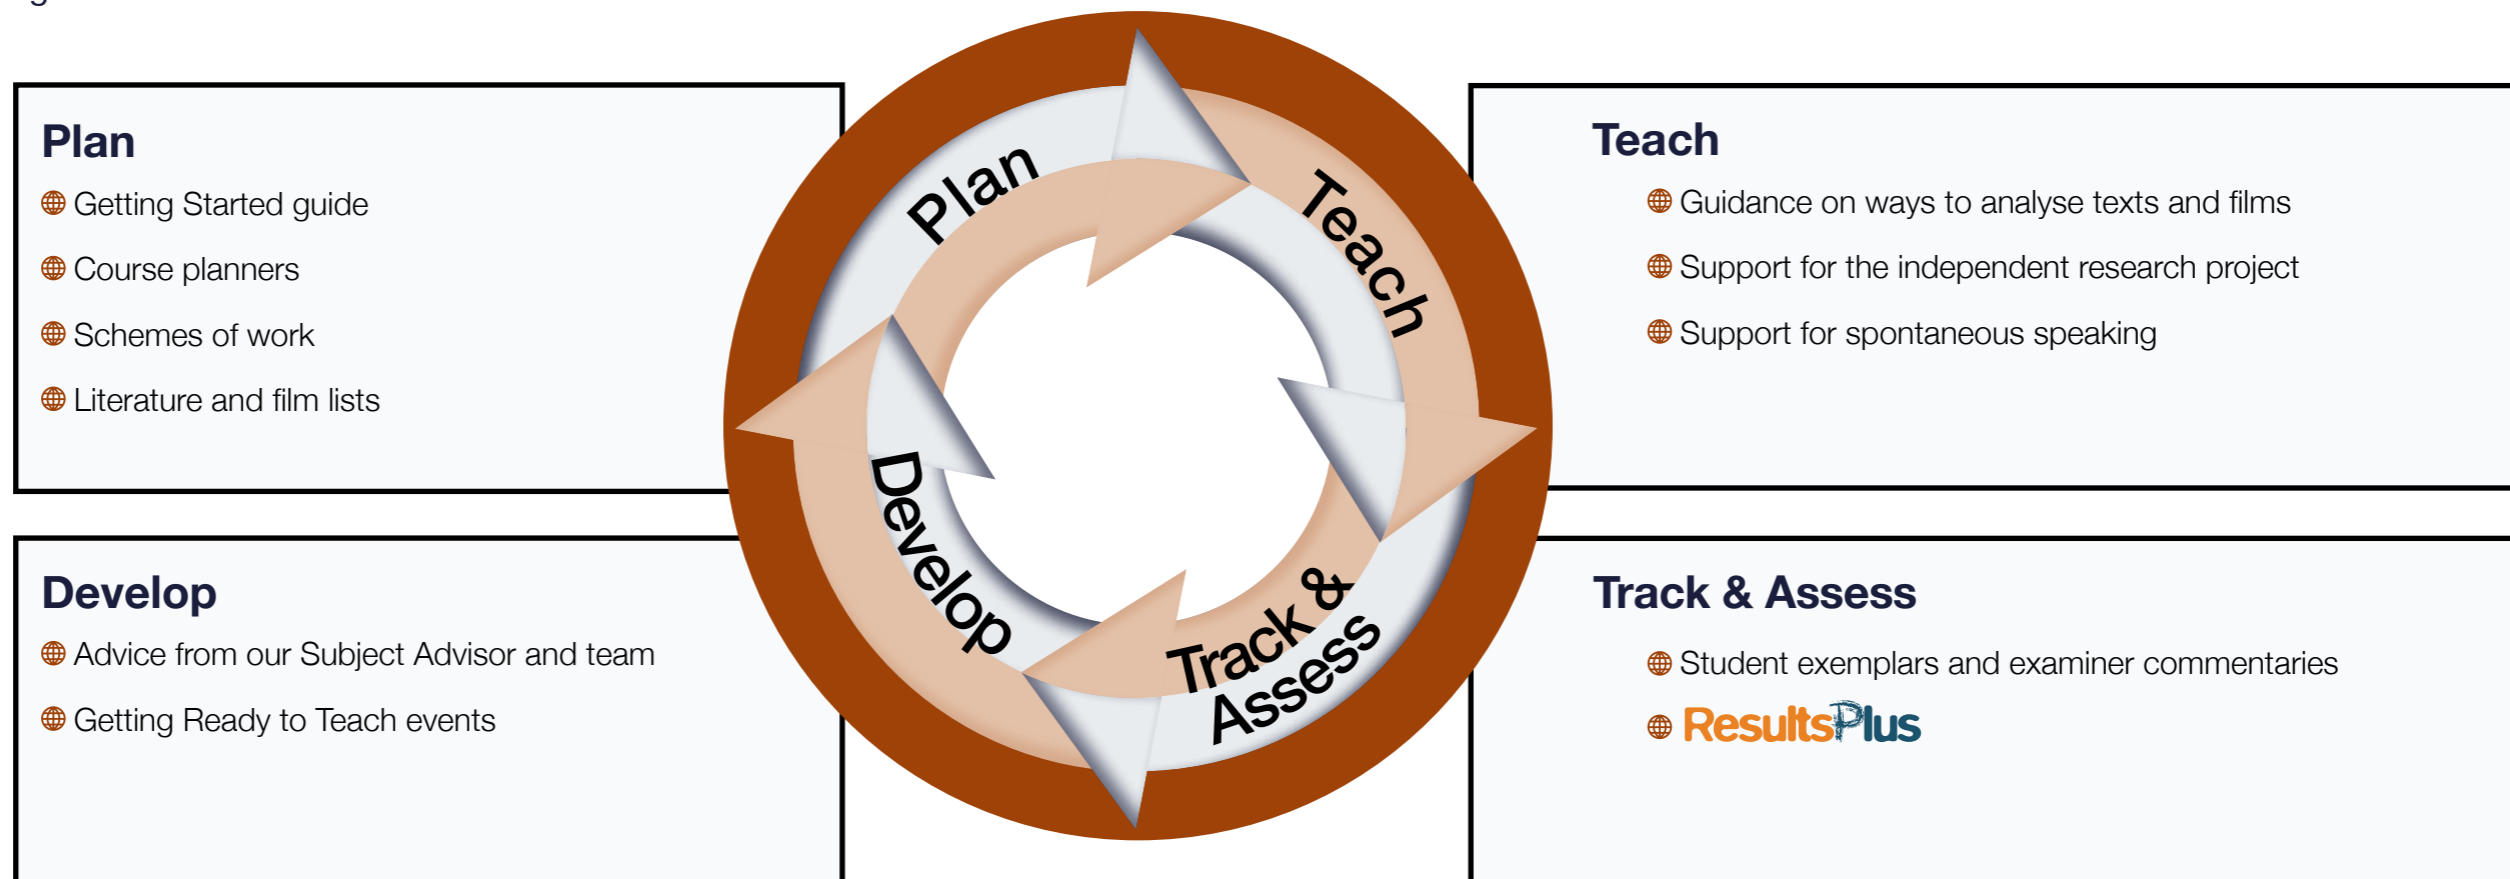 Plan
Getting Started guide
Course planners
Schemes of work
Literature and film lists
Plan
Teach
Develop
Track &
Assess
Teach
Guidance on ways to analyse texts and films
Support for the independent research project
Support for spontaneous speaking
Develop
Advice from our Subject Advisor and team
Getting Ready to Teach events
Track & Assess
Student exemplars and examiner commentaries
ResultsPlus